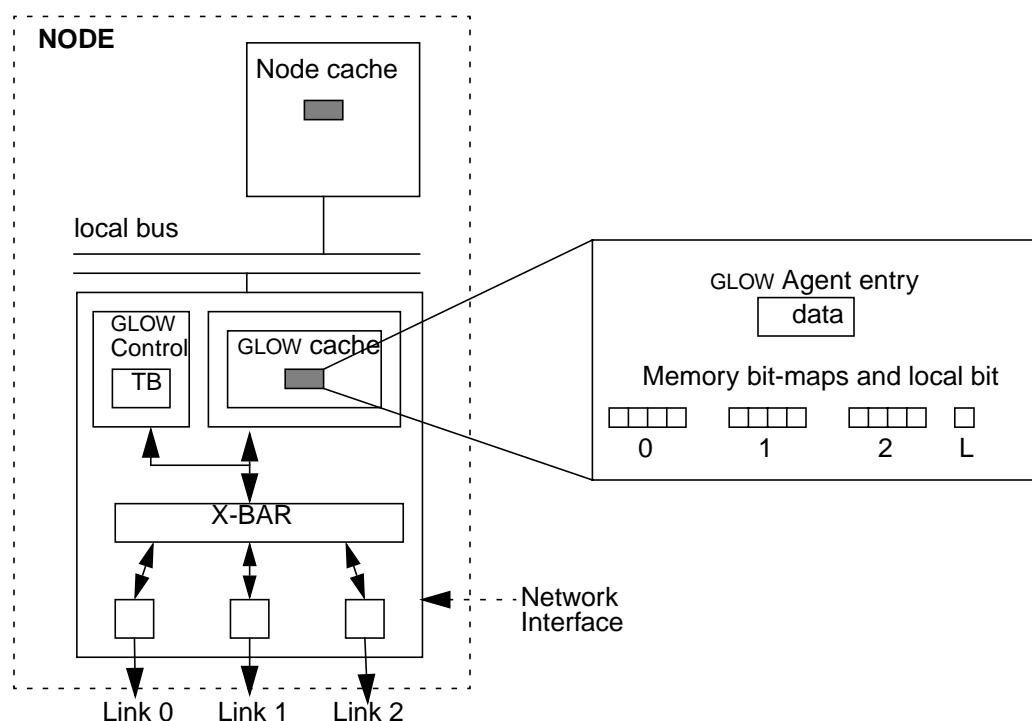 NODE
Node cache
local bus
GLOW
Control
TB
GLOW cache
X-BAR
Network
Interface
Link 0
Link 1
Link 2
GLOW Agent entry
data
Memory bit-maps and local bit
0
1
2
L